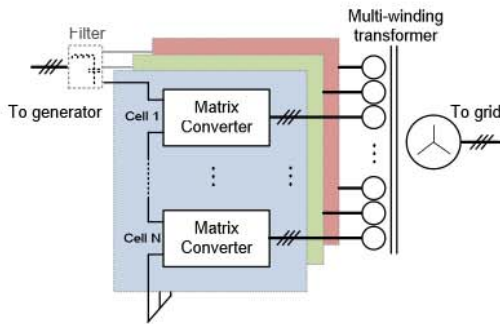 Filter
Multi-winding
transformer
To generator
To grid
Cell 1
Matrix
Converter
Cell N
Matrix
Converter